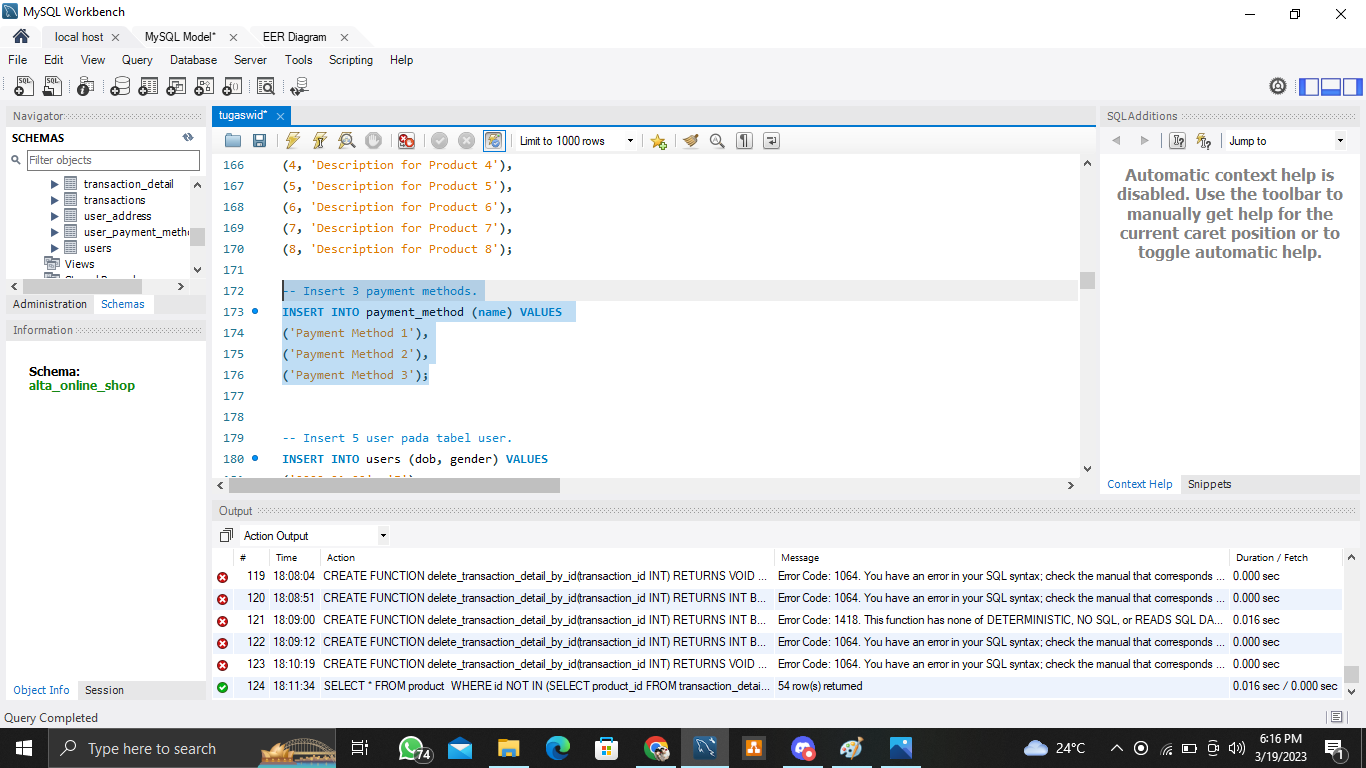 MySQL Workbench
local host
MySQL Model*
EER Diagram
File Edit View Query Database Server Tools Scripting Help
Navigator
SCHEMAS
Filter objects
transaction_detail
transactions
user_address
user_payment_meth
users
Views
Administration Schemas
Information
Schema:
alta_online_shop
Object Info Session
tugaswid*
Limit to 1000 rows
166 (4, 'Description for Product 4'),
167 (5, 'Description for Product 5'),
168 (6, 'Description for Product 6'),
169 (7, 'Description for Product 7'),
170 (8, 'Description for Product 8');
171
172 -- Insert 3 payment methods.
173 INSERT INTO payment_method (name) VALUES
174 ('Payment Method 1'),
175 ('Payment Method 2'),
176 ('Payment Method 3');
177
178
179 -- Insert 5 user pada tabel user.
180 INSERT INTO users (dob, gender) VALUES
SQLAdditions
Jump to
Automatic context help is
disabled. Use the toolbar to
manually get help for the
current caret position or to
toggle automatic help.
Context Help Snippets
Output
Action Output
# Time Action Message Duration / Fetch
119 18:08:04 CREATE FUNCTION delete_transaction_detail_by_id(transaction_id INT) RETURNS VOID ... Error Code: 1064. You have an error in your SQL syntax; check the manual that corresponds ... 0.000 sec
120 18:08:51 CREATE FUNCTION delete_transaction_detail_by_id(transaction_id INT) RETURNS INT B... Error Code: 1064. You have an error in your SQL syntax; check the manual that corresponds ... 0.000 sec
121 18:09:00 CREATE FUNCTION delete_transaction_detail_by_id(transaction_id INT) RETURNS INT B... Error Code: 1418. This function has none of DETERMINISTIC, NO SQL, or READS SQL DA... 0.016 sec
122 18:09:12 CREATE FUNCTION delete_transaction_detail_by_id(transaction_id INT) RETURNS INT B... Error Code: 1064. You have an error in your SQL syntax; check the manual that corresponds ... 0.000 sec
123 18:10:19 CREATE FUNCTION delete_transaction_detail_by_id(transaction_id INT) RETURNS VOID ... Error Code: 1064. You have an error in your SQL syntax; check the manual that corresponds ... 0.000 sec
124 18:11:34 SELECT * FROM product WHERE id NOT IN (SELECT product_id FROM transaction_detai... 54 row(s) returned 0.016 sec / 0.000 sec
Query Completed
Type here to search
74
24°C
6:16 PM
3/19/2023
1